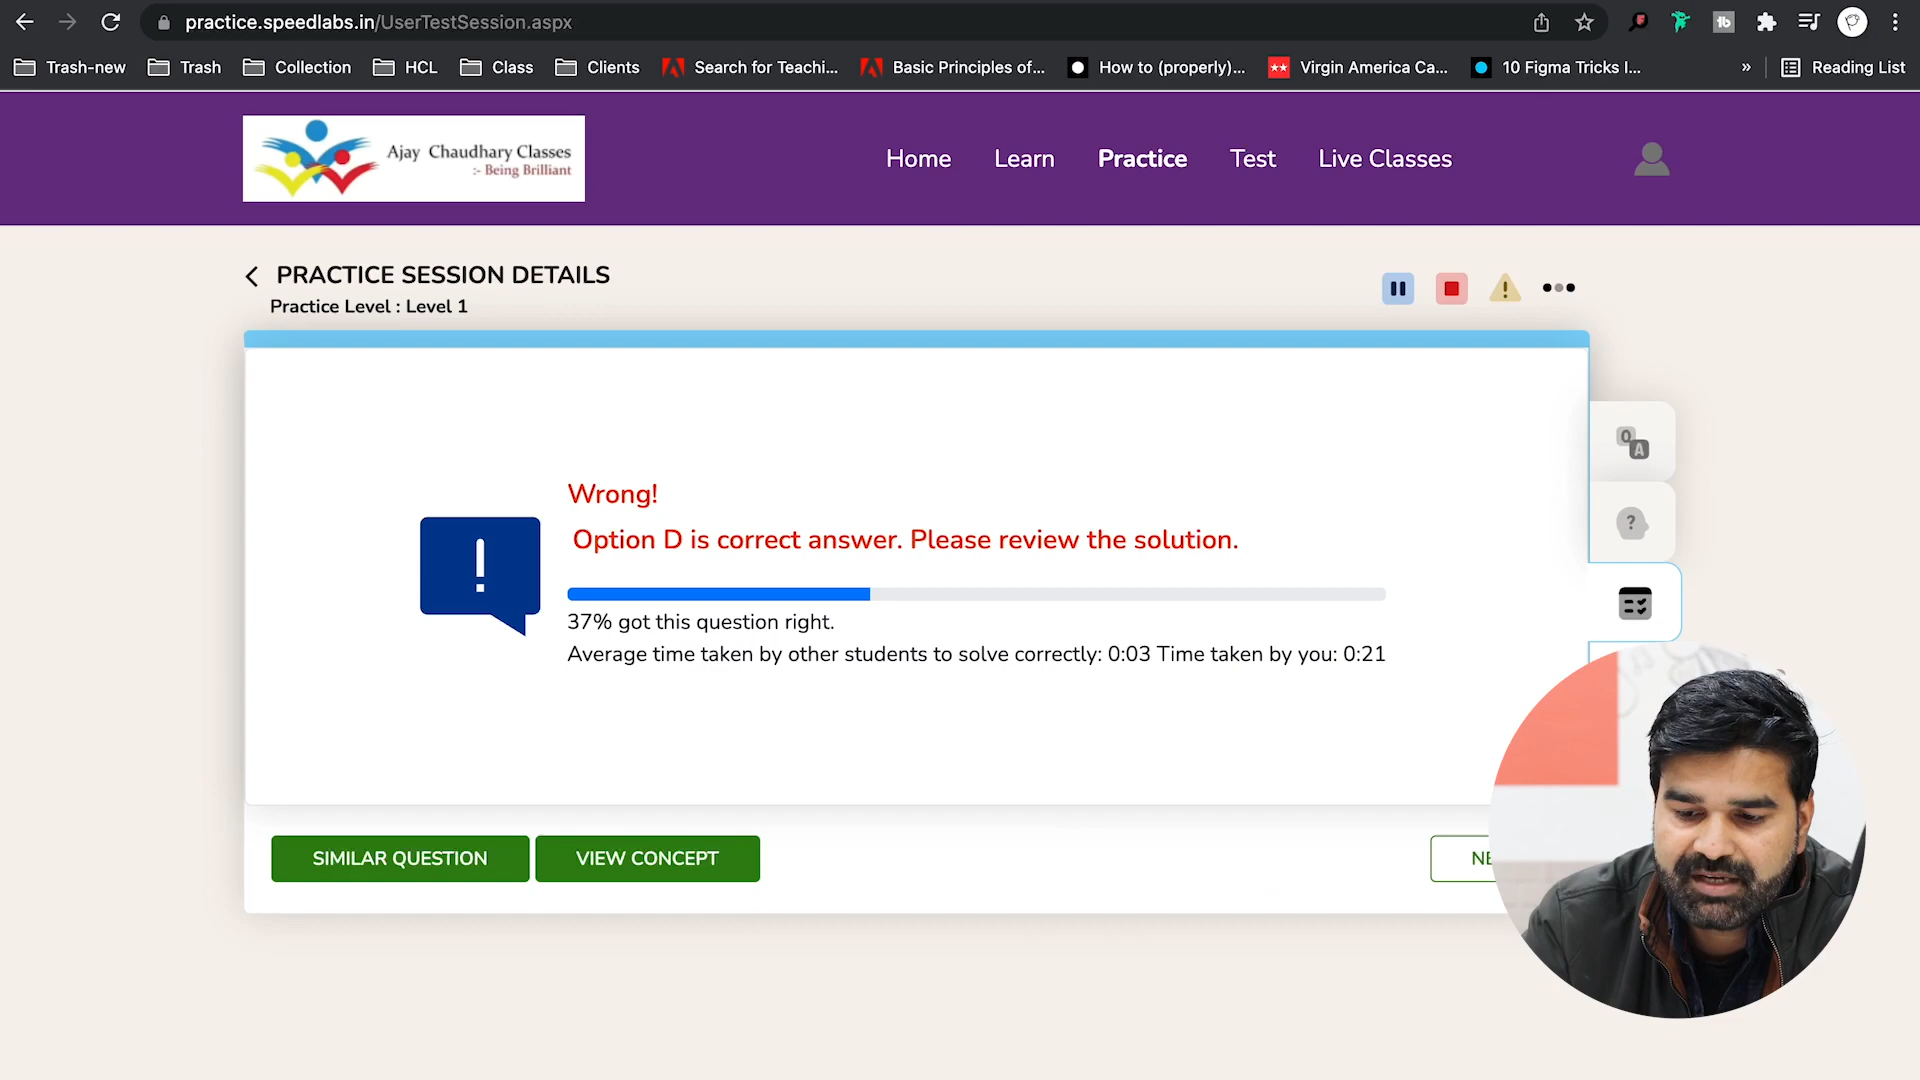 practice.speedlabs.in/UserTestSession.aspx
Trash-new Trash Collection HCL Class Clients Search for Teachi... Basic Principles of... How to (properly)... Virgin America Ca... 10 Figma Tricks I... » Reading List
Ajay Chaudhary Classes
:- Being Brilliant
Home Learn Practice Test Live Classes
PRACTICE SESSION DETAILS
Practice Level : Level 1
Wrong!
Option D is correct answer. Please review the solution.
37% got this question right.
Average time taken by other students to solve correctly: 0:03 Time taken by you: 0:21
SIMILAR QUESTION VIEW CONCEPT